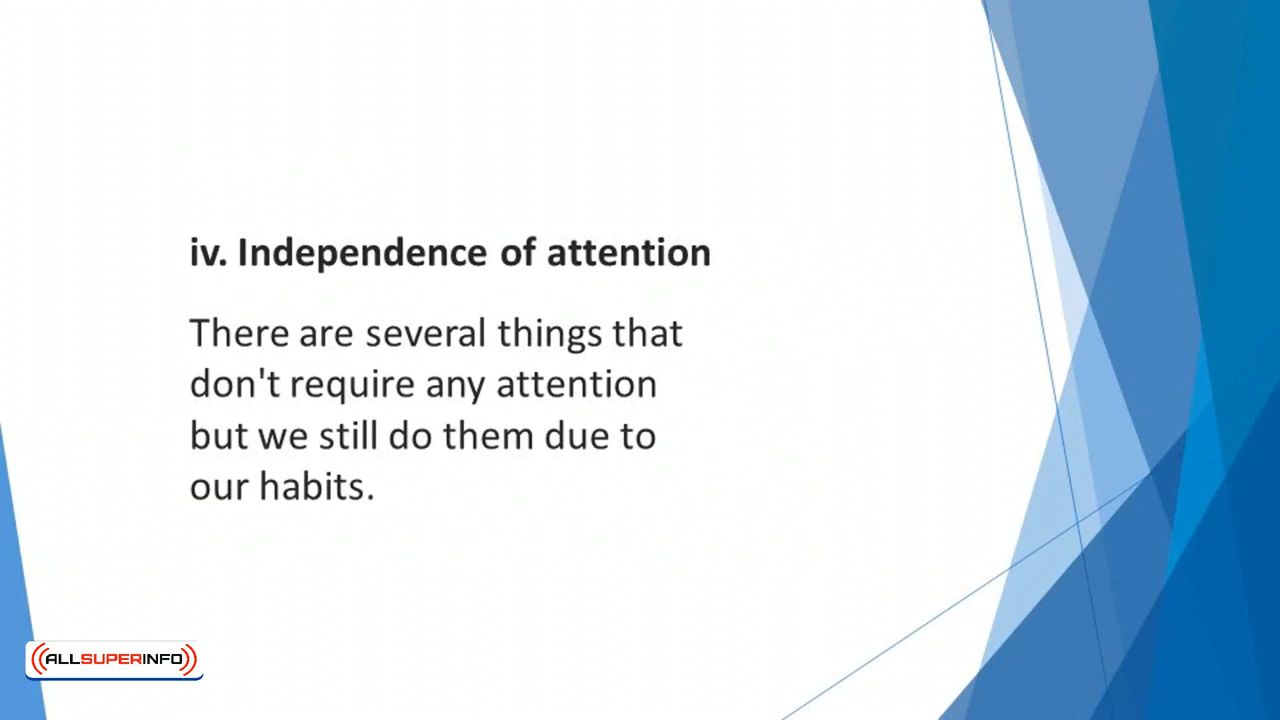 iv. Independence of attention
There are several things that
don't require any attention
but we still do them due to
our habits.
ALLSUPERINFO